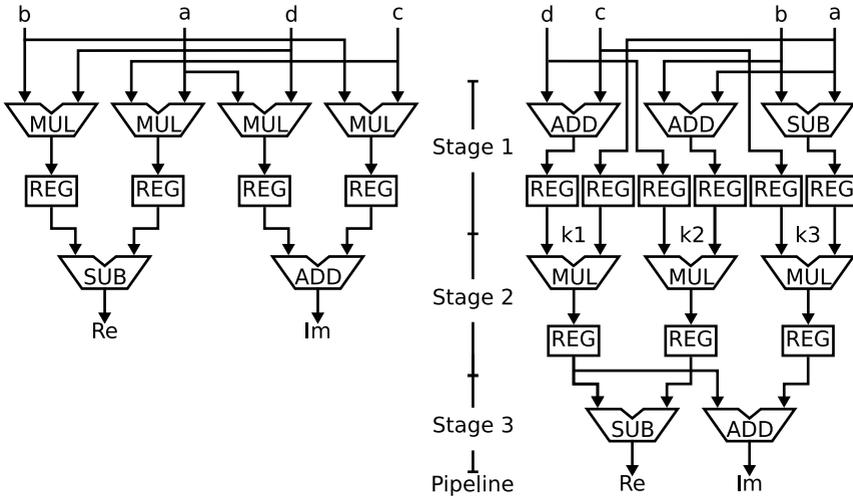 b a d c d c b a
MUL MUL MUL MUL ADD ADD SUB
Stage 1
REG REG REG REG REG REG REG REG REG REG
k1 k2 k3
SUB ADD MUL MUL MUL
Stage 2
Re Im REG REG REG
Stage 3 SUB ADD
Pipeline Re Im